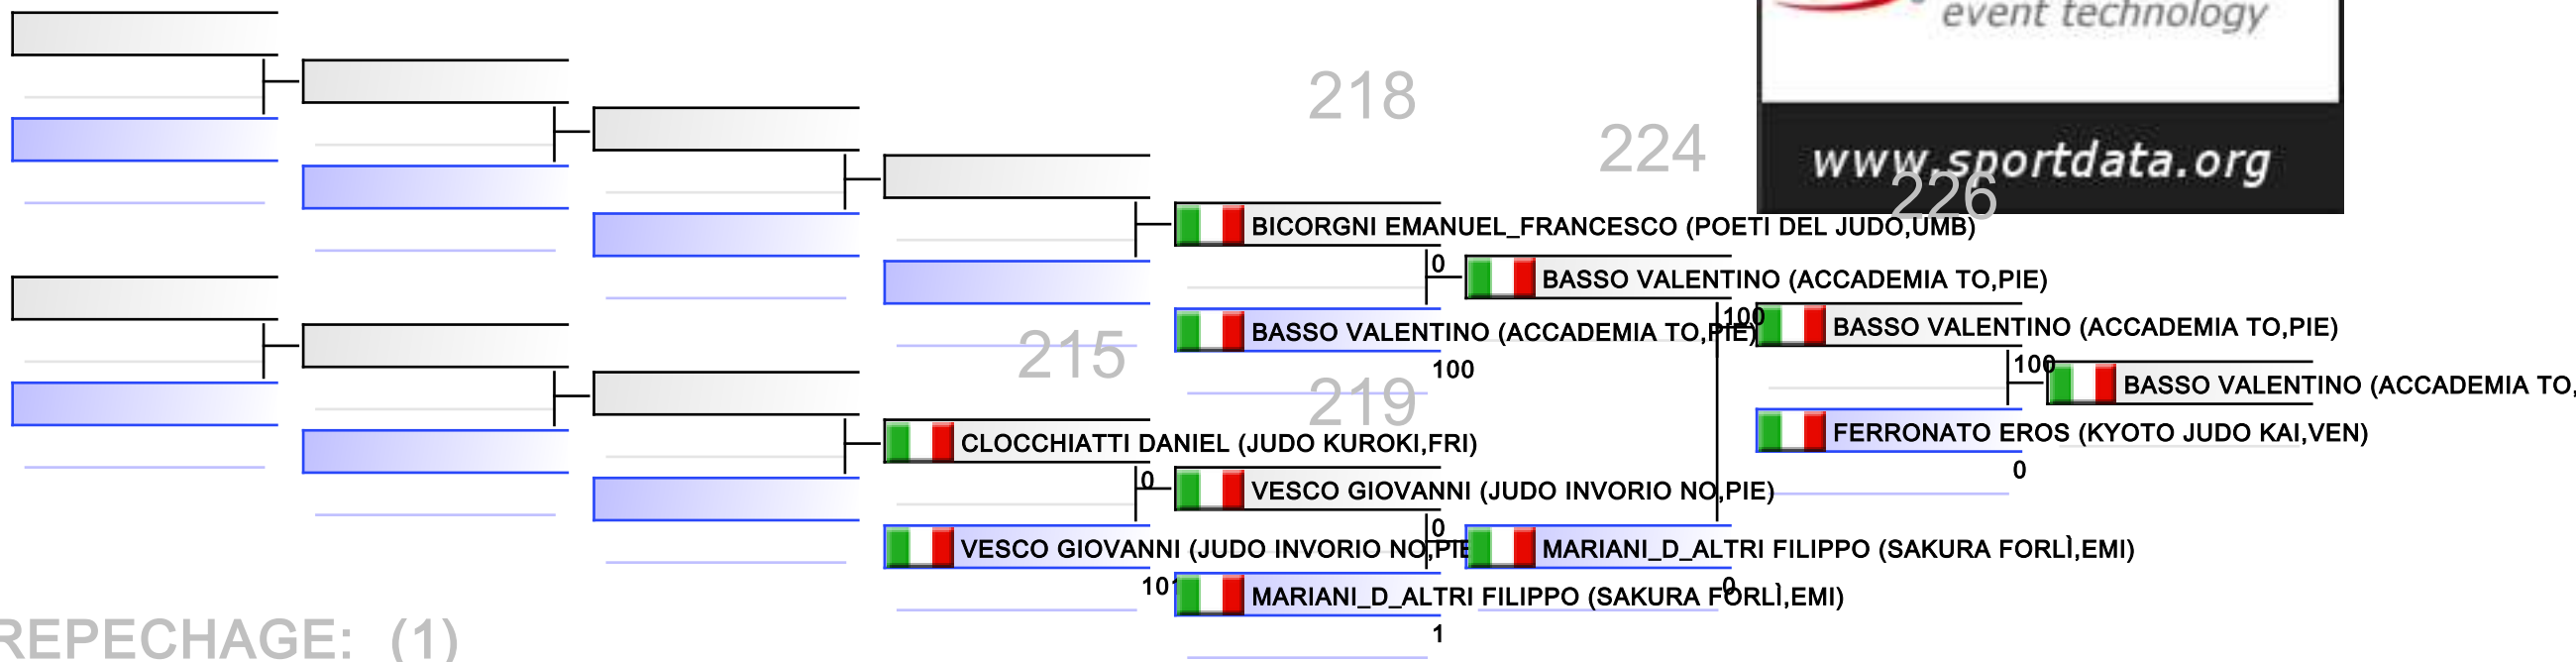 event technology
218
224
www.sportdata.org
226
BICORGNI EMANUEL_FRANCESCO (POETI DEL JUDO,UMB)
0
BASSO VALENTINO (ACCADEMIA TO,PIE)
100
BASSO VALENTINO (ACCADEMIA TO,PIE)
BASSO VALENTINO (ACCADEMIA TO,PIE)
215
100
100
BASSO VALENTINO (ACCADEMIA TO,
219
FERRONATO EROS (KYOTO JUDO KAI,VEN)
CLOCCHIATTI DANIEL (JUDO KUROKI,FRI)
0
0
VESCO GIOVANNI (JUDO INVORIO NO,PIE)
0
VESCO GIOVANNI (JUDO INVORIO NO,PIE
MARIANI_D_ALTRI FILIPPO (SAKURA FORLÌ,EMI)
10
0
MARIANI_D_ALTRI FILIPPO (SAKURA FORLÌ,EMI)
1
REPECHAGE: (1)